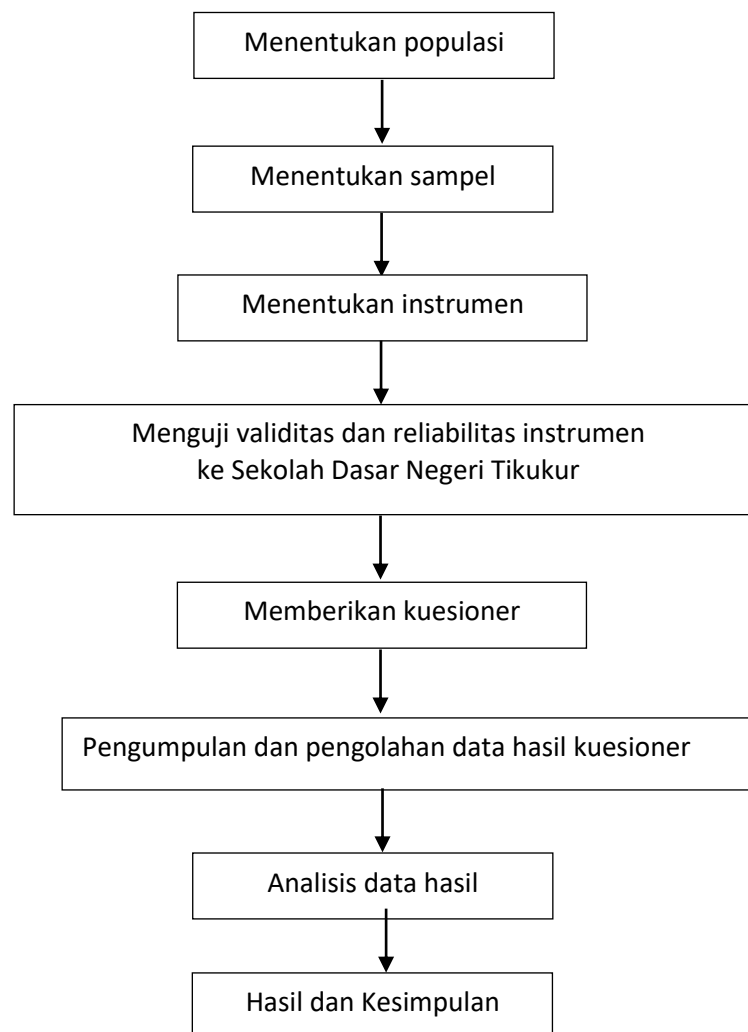 Menentukan populasi
Menentukan sampel
Menentukan instrumen
Menguji validitas dan reliabilitas instrumen
ke Sekolah Dasar Negeri Tikukur
Memberikan kuesioner
Pengumpulan dan pengolahan data hasil kuesioner
Analisis data hasil
Hasil dan Kesimpulan